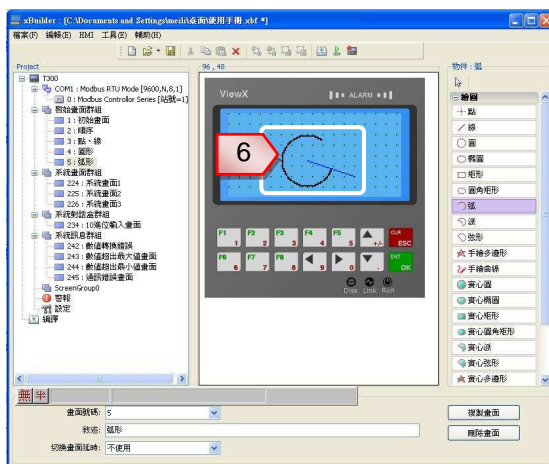 xBuilder : [C:\Documents and Settings\meili\桌面\使用手冊.xbf *]
檔案(F) 編輯(E) HMI 工具(E) 輔助(H)
Project
T300
COM1 : Modbus RTU Mode [9600,N,8,1]
0 : Modbus Controllor Series [站號=1]
開始畫面群組
1 : 初始畫面
2 : 順序
3 : 點、線
4 : 圓形
5 : 弧形
系統畫面群組
224 : 系統畫面1
225 : 系統畫面2
226 : 系統畫面3
系統對話盒群組
234 : 10進位輸入畫面
系統訊息群組
242 : 數值轉換錯誤
243 : 數值超出最大值畫面
244 : 數值超出最小值畫面
245 : 通訊錯誤畫面
ScreenGroup0
警報
設定
編譯
96 , 48
ViewX
ALARM
6
F1 1
F2 2
F3 3
F4 4
F5 5
+/-
CLR ESC
F6 6
F7 7
F8 8
9
0
.
ENT OK
Disk Link Run
物件 : 弧
繪圖
點
線
圓
橢圓
矩形
圓角矩形
弧
派
弦形
手繪多邊形
手繪曲線
實心圓
實心橢圓
實心矩形
實心圓角矩形
實心派
實心弦形
實心多邊形
無 半
畫面號碼: 5
敘述: 弧形
切換畫面延時: 不使用
複製畫面
刪除畫面